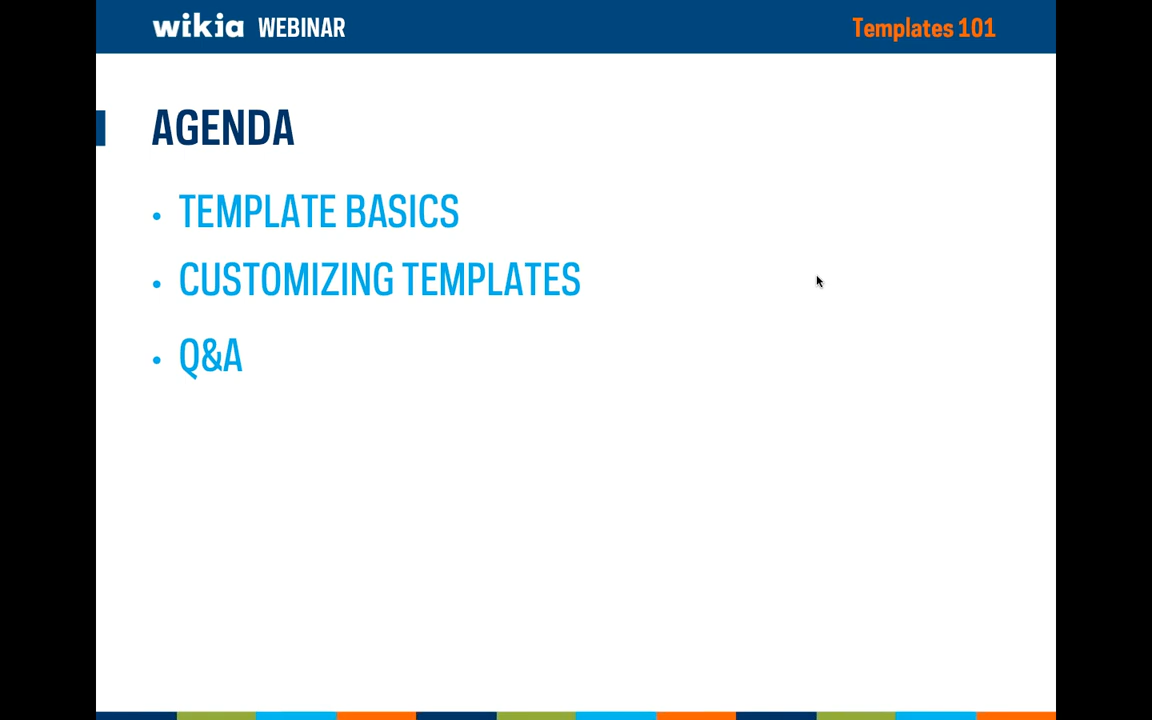 wikia WEBINAR
Templates 101
AGENDA
• TEMPLATE BASICS
• CUSTOMIZING TEMPLATES
• Q&A